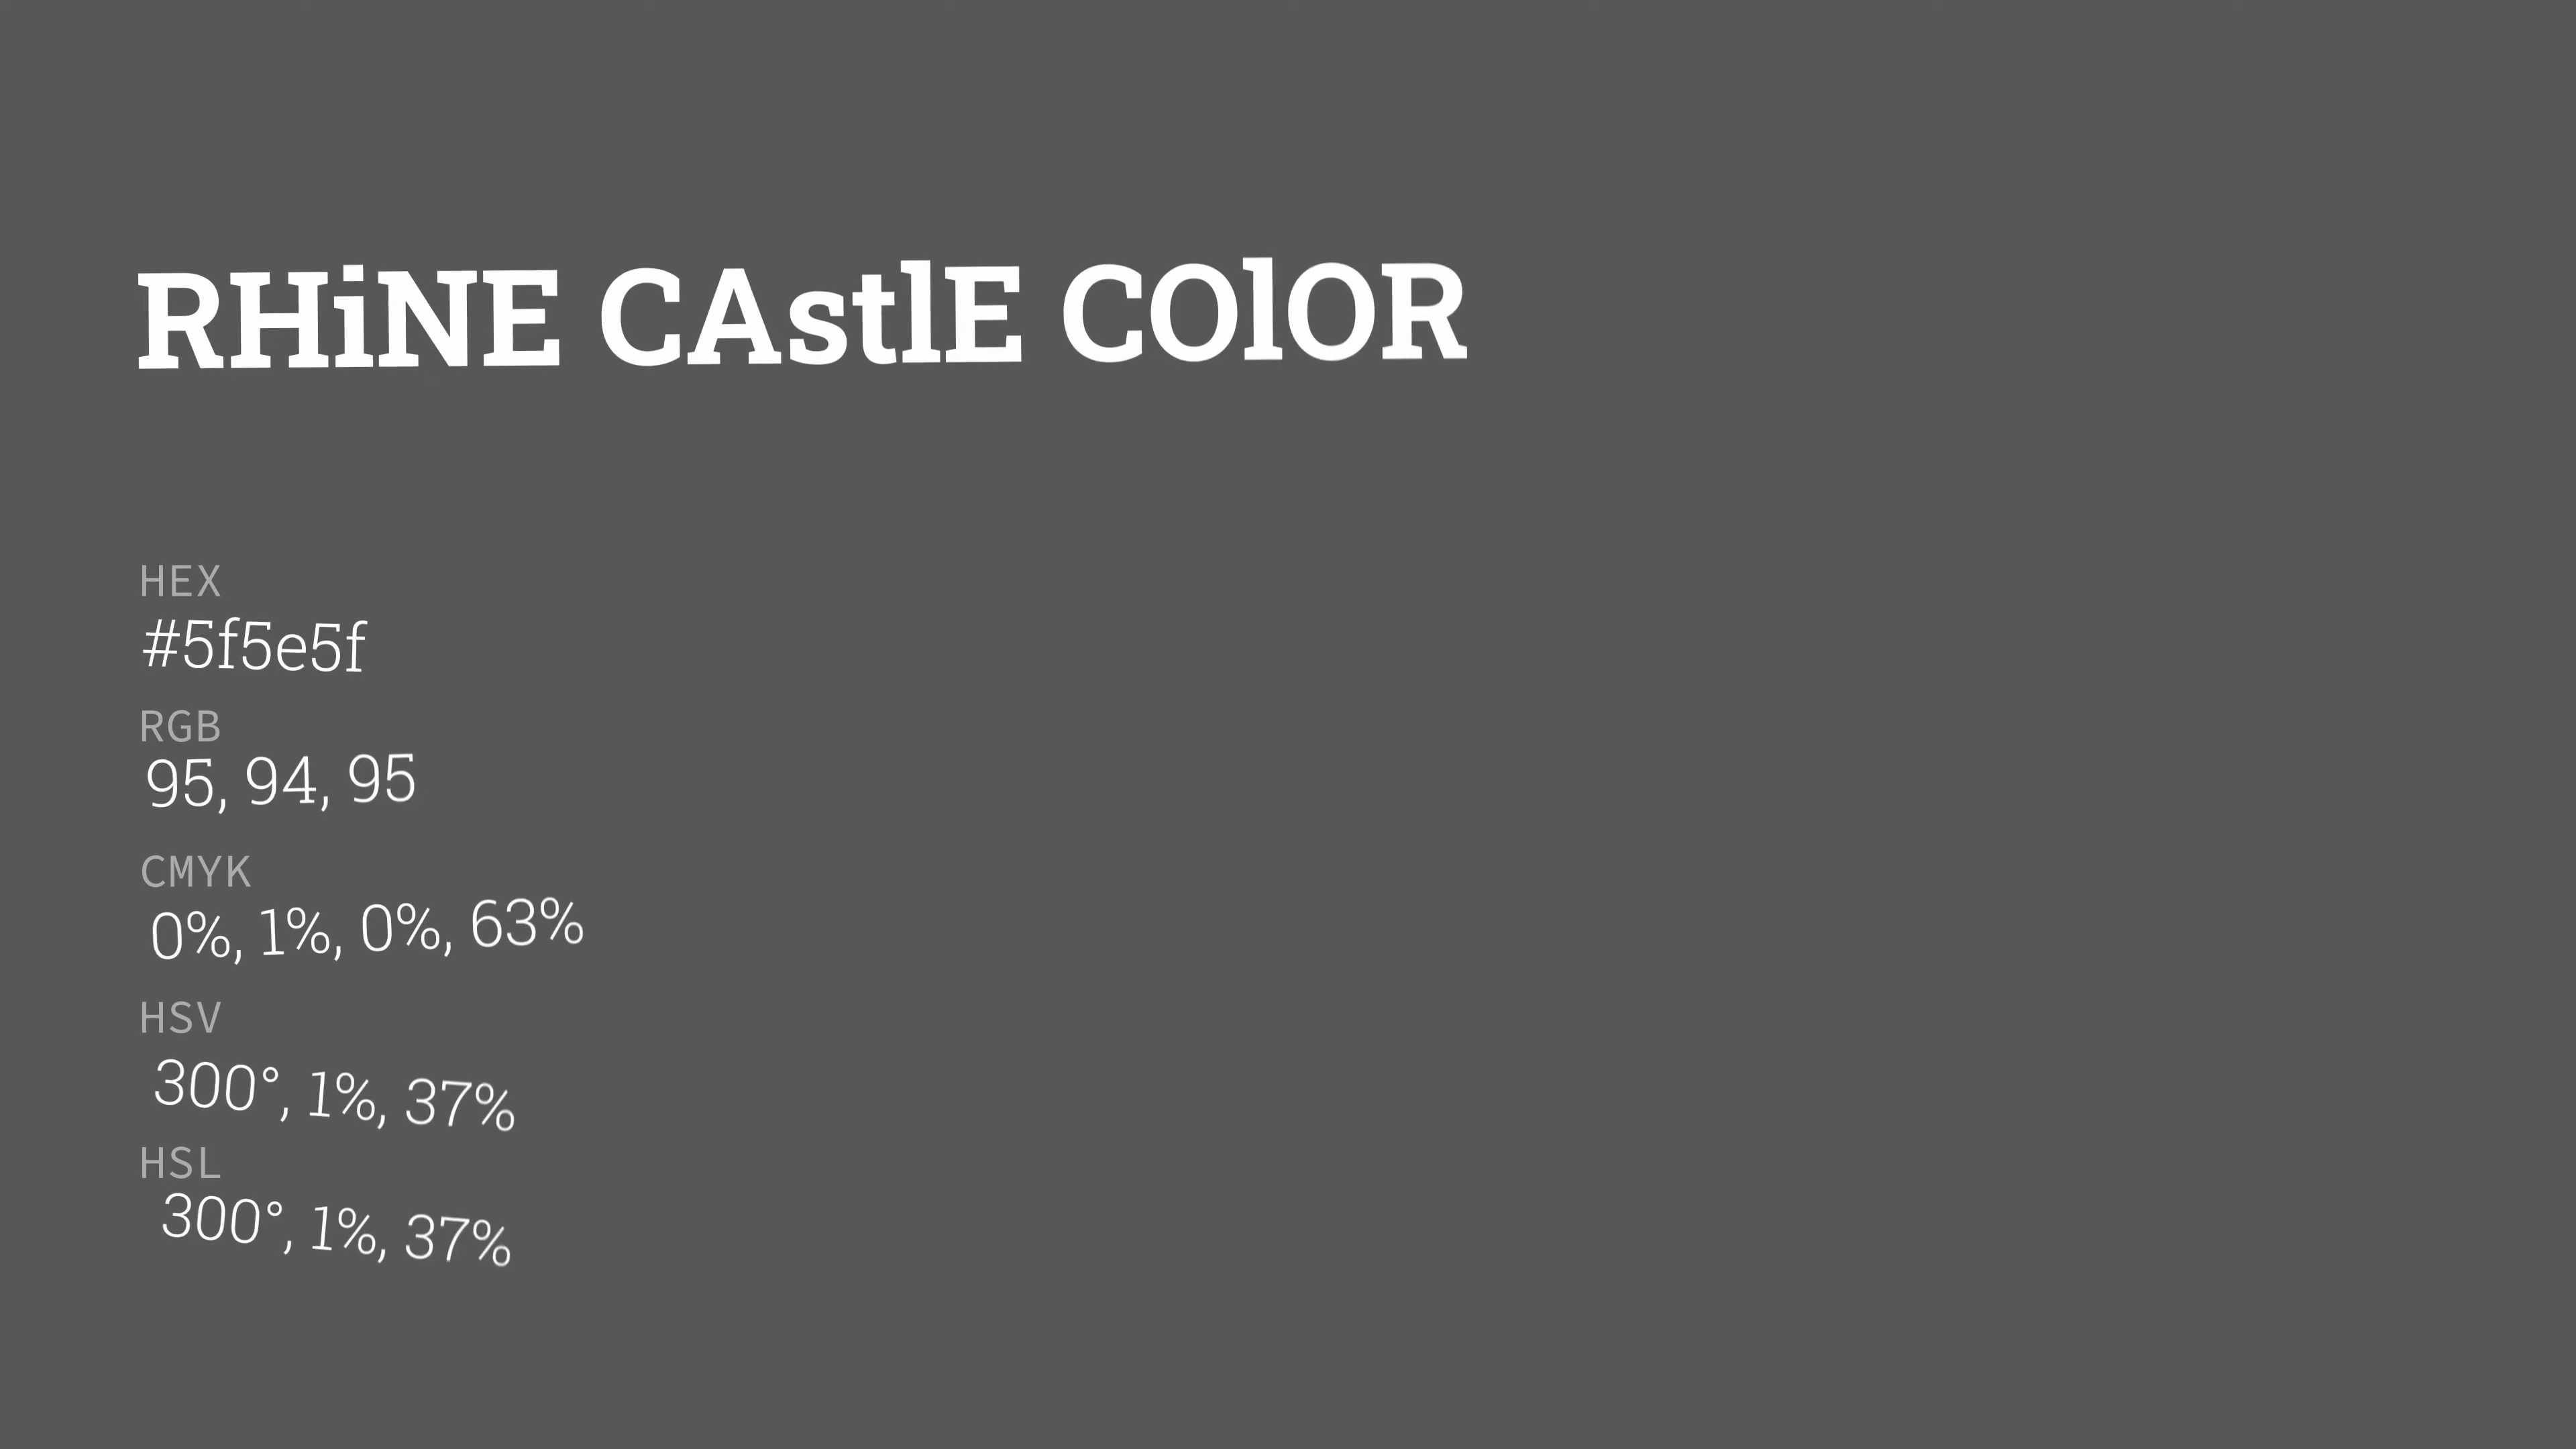 RHiNE CAstlE COlOR
HEX
#5f5e5f
RGB
95, 94, 95
CMYK
0%, 1%, 0%, 63%
HSV
300°, 1%, 37%
HSL
300°, 1%, 37%